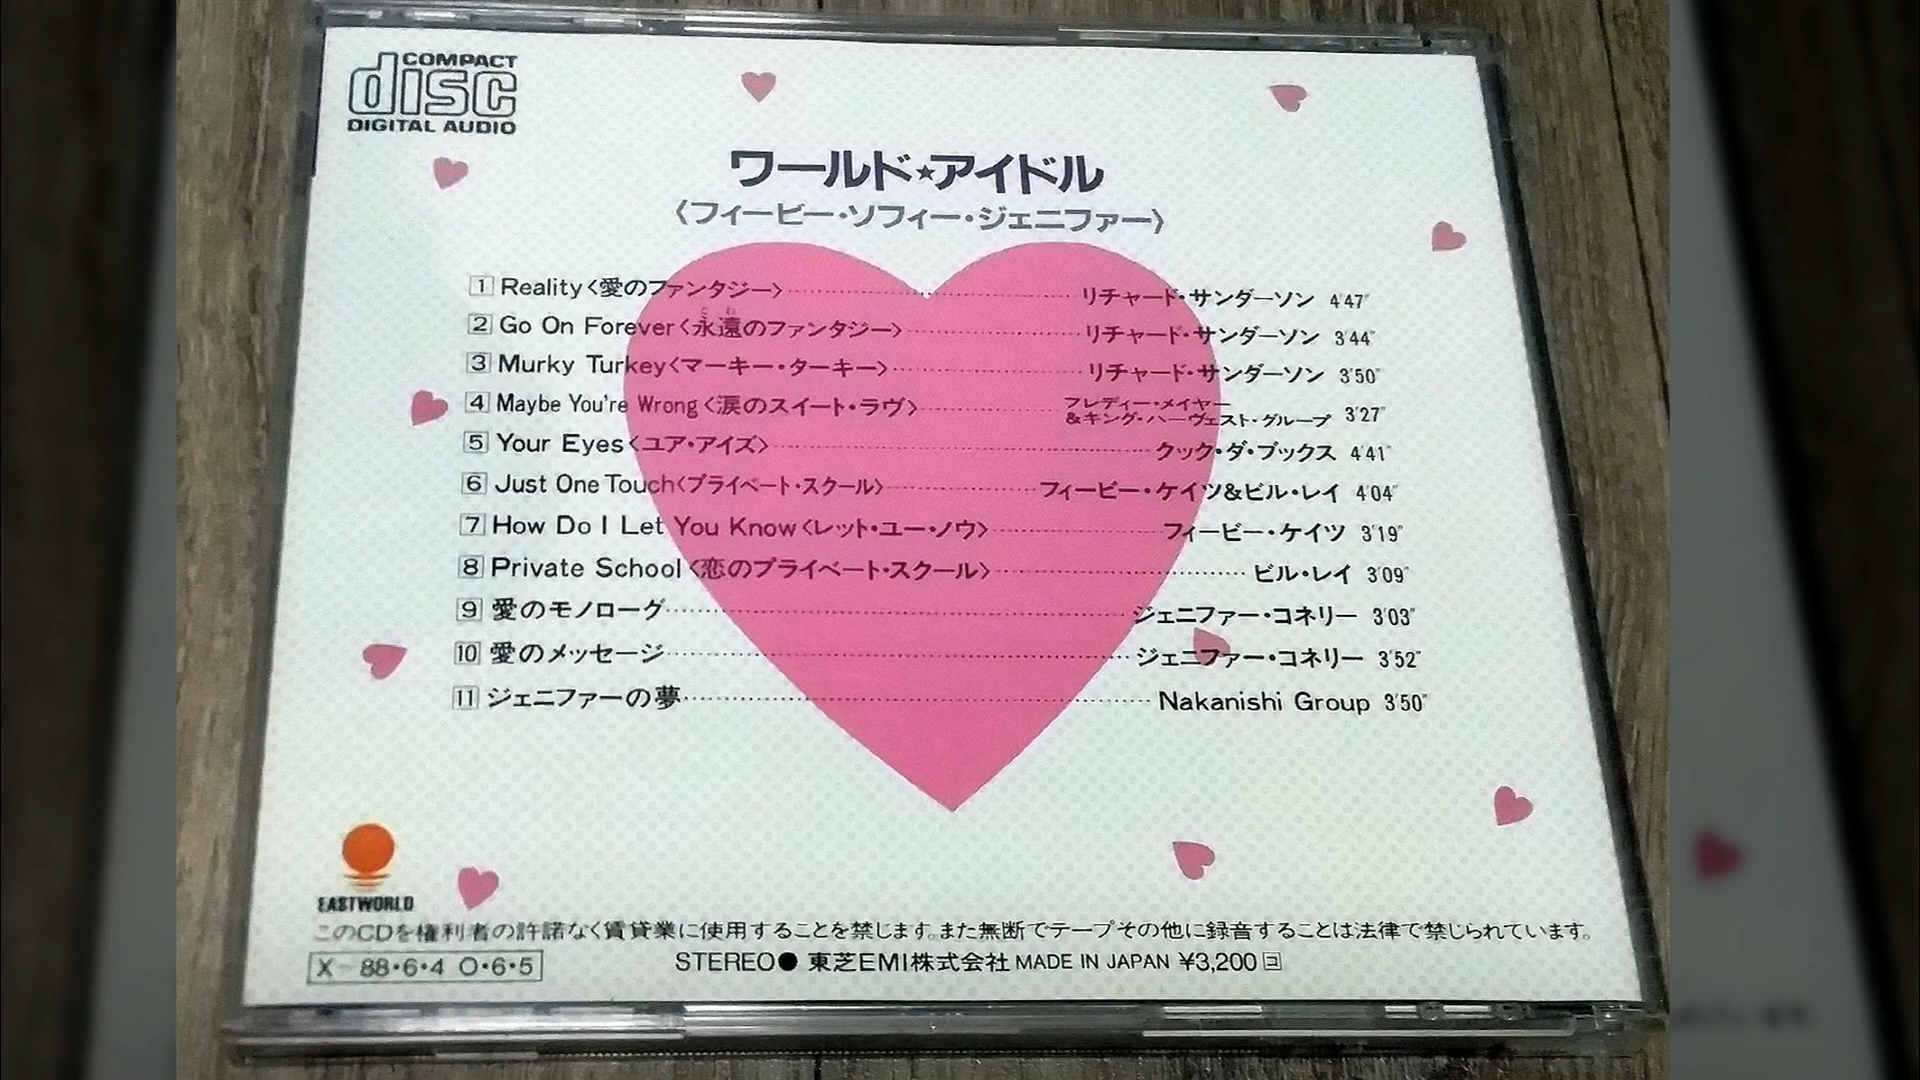 COMPACT
disc
DIGITAL AUDIO
ワールド★アイドル
〈フィービー・ソフィー・ジェニファー〉
1 Reality〈愛のファンタジー〉 リチャード・サンダーソン 4'47"
2 Go On Forever〈永遠のファンタジー〉 リチャード・サンダーソン 3'44"
3 Murky Turkey〈マーキー・ターキー〉 リチャード・サンダーソン 3'50"
4 Maybe You're Wrong〈涙のスイート・ラヴ〉 フレディー・メイヤー
&キング・ハーヴェスト・グループ 3'27"
5 Your Eyes〈ユア・アイズ〉 クック・ダ・ブックス 4'41"
6 Just One Touch〈プライベート・スクール〉 フィービー・ケイツ&ビル・レイ 4'04"
7 How Do I Let You Know〈レット・ユー・ノウ〉 フィービー・ケイツ 3'19"
8 Private School〈恋のプライベート・スクール〉 ビル・レイ 3'09"
9 愛のモノローグ ジェニファー・コネリー 3'03"
10 愛のメッセージ ジェニファー・コネリー 3'52"
11 ジェニファーの夢 Nakanishi Group 3'50"
EASTWORLD
このCDを権利者の許諾なく賃貸業に使用することを禁じます。また無断でテープその他に録音することは法律で禁じられています。
X-88・6・4 O・6・5
STEREO● 東芝EMI株式会社 MADE IN JAPAN ¥3,200 コ